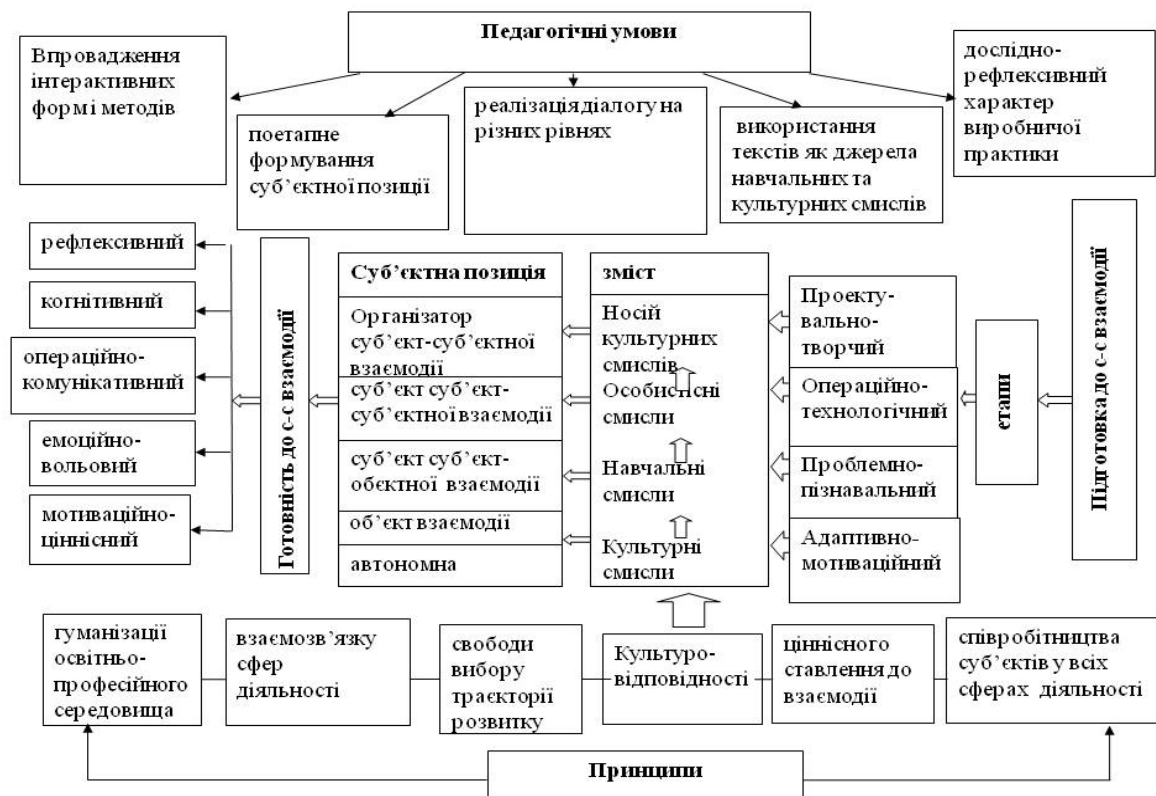 Педагогічні умови
Впровадження
інтерактивних
форм і методів
поетапне
формування
суб’єктної позиції
реалізація діалогу на
різних рівнях
використання
текстів як джерела
навчальних та
культурних смислів
дослідно-
рефлексивний
характер
виробничої
практики
рефлексивний
когнітивний
операційно-
комунікативний
емоційно-
вольовий
мотиваційно-
ціннісний
Готовність до с-с взаємодії
Суб’єктна позиція
Організатор
суб’єкт-суб’єктної
взаємодії
суб’єкт суб’єкт-
суб’єктної взаємодії
суб’єкт суб’єкт-
обєктної взаємодії
об’єкт взаємодії
автономна
зміст
Носій
культурних
смислів
Особистісні
смисли
Навчальні
смисли
Культурні
смисли
Проекту-
вально-
творчий
Операційно-
технологічний
Проблемно-
пізнавальний
Адаптивно-
мотиваційний
етапи
Підготовка до с-с взаємодії
гуманізації
освітньо-
професійного
середовища
взаємозв’язку
сфер
діяльності
свободи
вибору
траєкторії
розвитку
Культуро-
відповідності
ціннісного
ставлення до
взаємодії
співробітництва
суб’єктів у всіх
сферах діяльності
Принципи